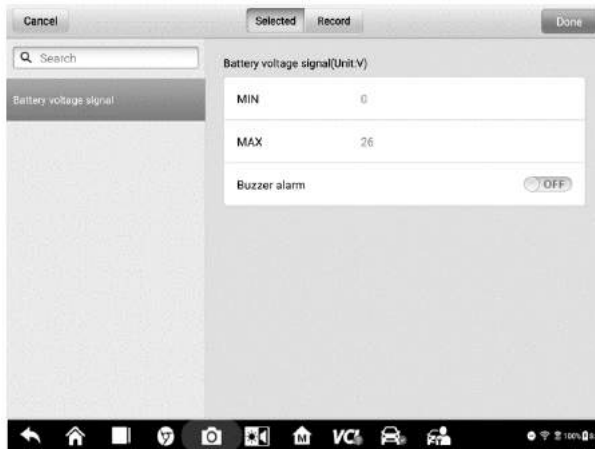 Cancel
Selected
Record
Done
Search
Battery voltage signal(Unit:V)
Battery voltage signal
MIN
0
MAX
26
Buzzer alarm
OFF
M
VCI
100%